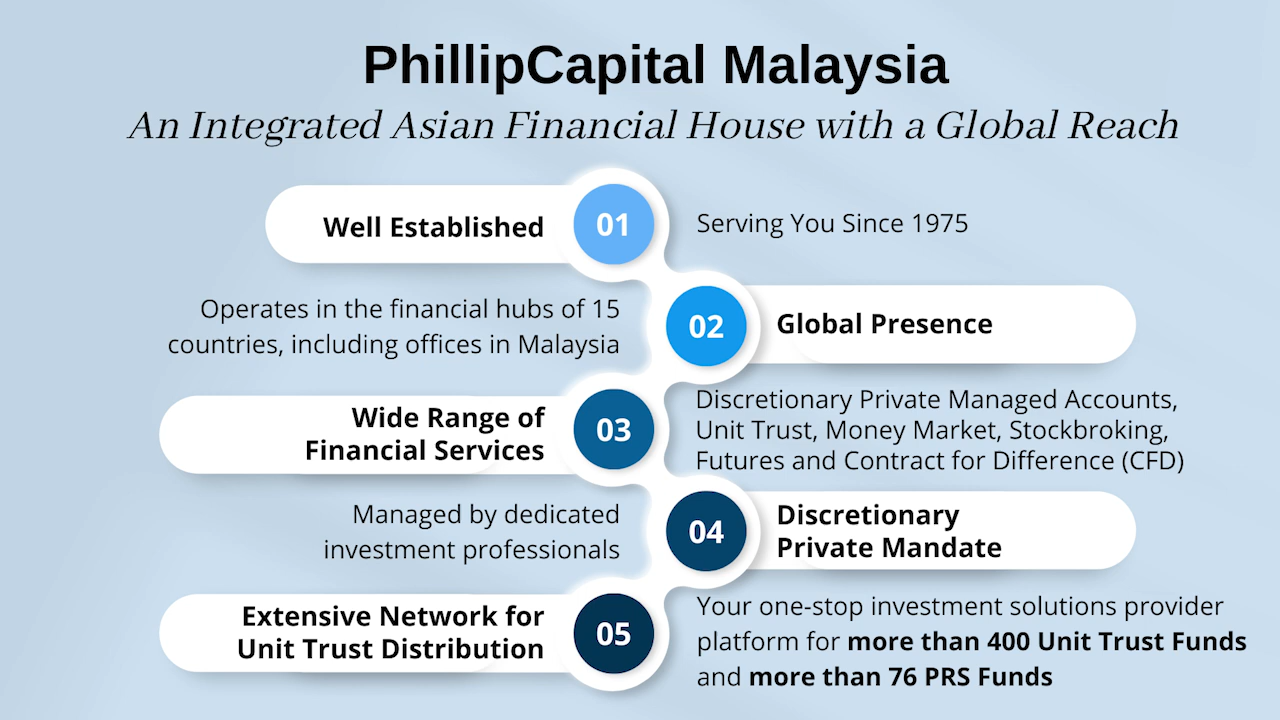 PhillipCapital Malaysia
An Integrated Asian Financial House with a Global Reach
Well Established
01
Serving You Since 1975
Operates in the financial hubs of 15
countries, including offices in Malaysia
02
Global Presence
Wide Range of
Financial Services
03
Discretionary Private Managed Accounts,
Unit Trust, Money Market, Stockbroking,
Futures and Contract for Difference (CFD)
Managed by dedicated
investment professionals
04
Discretionary
Private Mandate
Extensive Network for
Unit Trust Distribution
05
Your one-stop investment solutions provider
platform for more than 400 Unit Trust Funds
and more than 76 PRS Funds